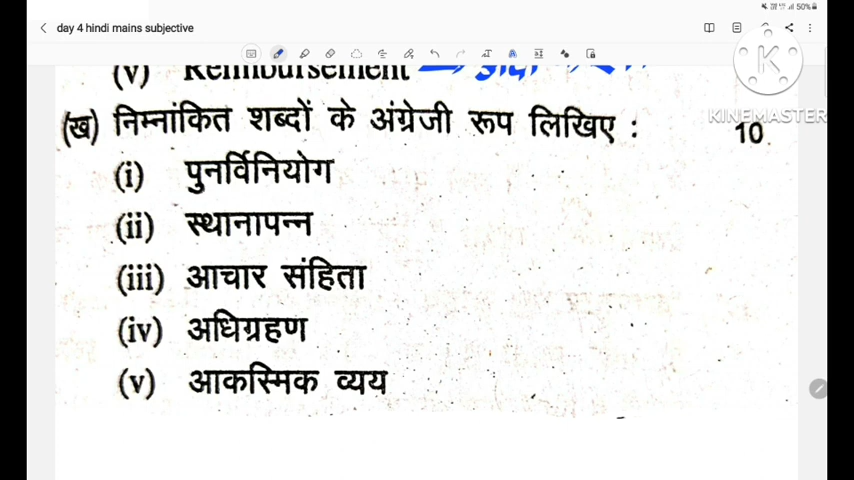 50%
day 4 hindi mains subjective
(v) Reimbursement
KINEMASTER
(ख) निम्नांकित शब्दों के अंग्रेजी रूप लिखिए : 10
(i) पुनर्विनियोग
(ii) स्थानापन्न
(iii) आचार संहिता
(iv) अधिग्रहण
(v) आकस्मिक व्यय